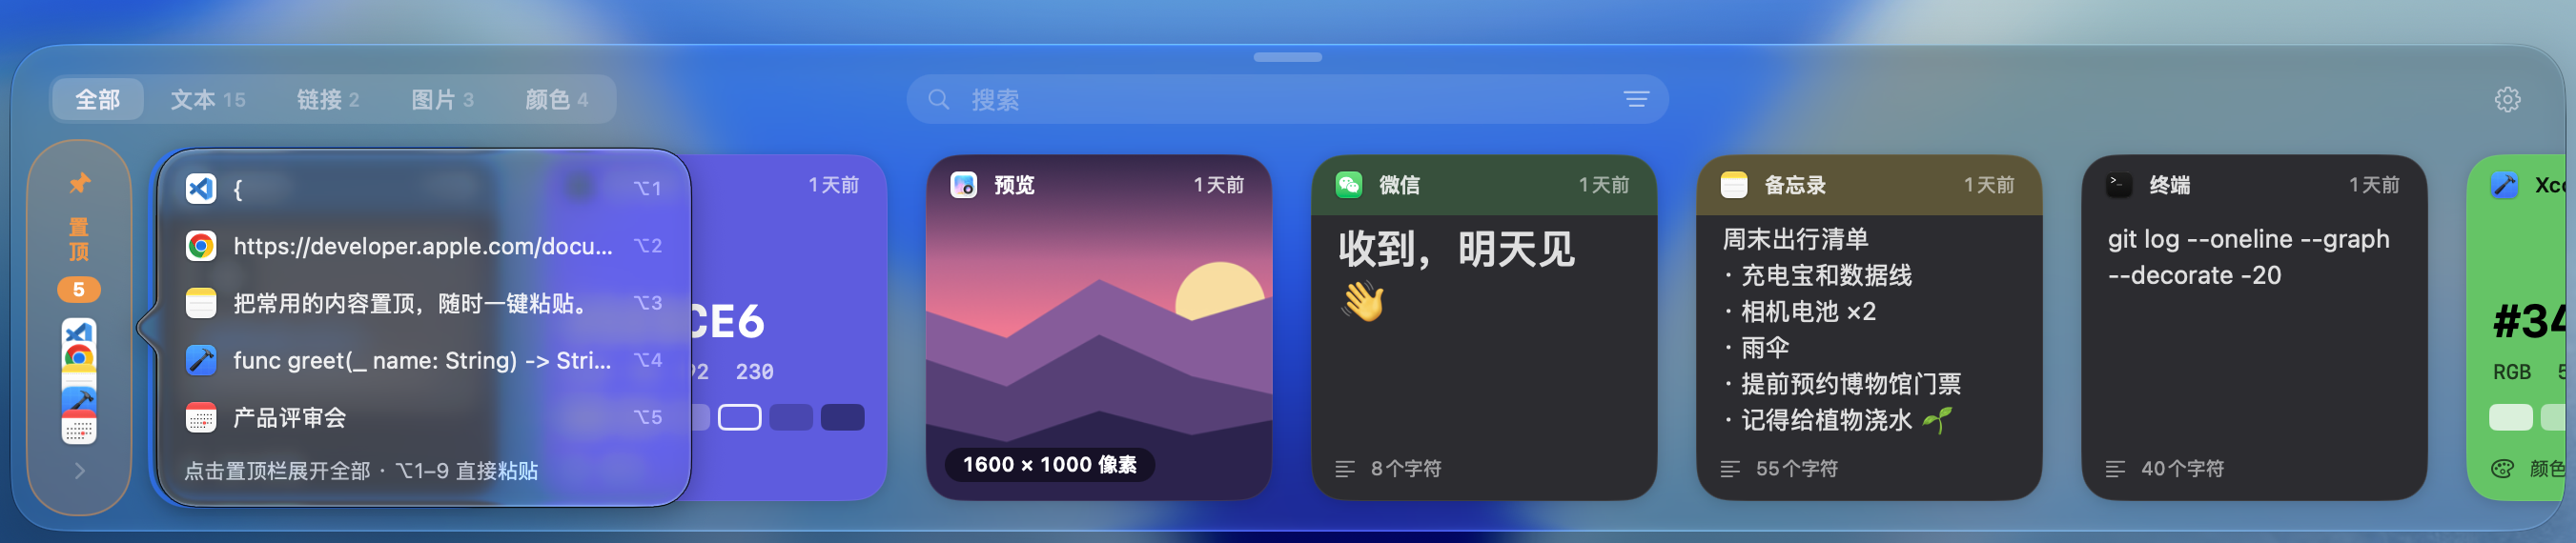 全部 文本 15 链接 2 图片 3 颜色 4
搜索
置
顶
5
{ ⌥1
https://developer.apple.com/docu... ⌥2
把常用的内容置顶，随时一键粘贴。 ⌥3
func greet(_ name: String) -> Stri... ⌥4
产品评审会 ⌥5
点击置顶栏展开全部 · ⌥1–9 直接粘贴
1天前
CE6
230
预览 1天前
1600 × 1000 像素
微信 1天前
收到，明天见
👋
8个字符
备忘录 1天前
周末出行清单
· 充电宝和数据线
· 相机电池 ×2
· 雨伞
· 提前预约博物馆门票
· 记得给植物浇水 🌱
55个字符
终端 1天前
git log --oneline --graph
--decorate -20
40个字符
Xc
#34
RGB 5
颜色